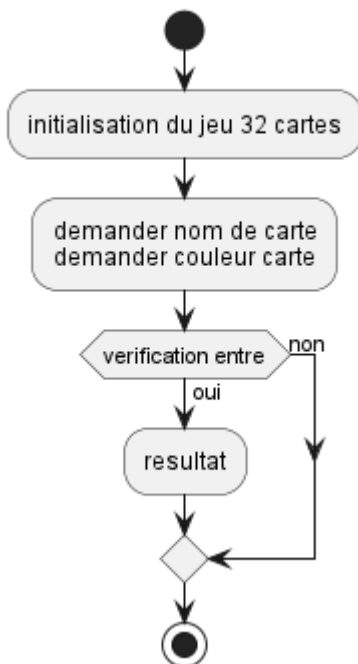 initialisation du jeu 32 cartes
demander nom de carte
demander couleur carte
verification entre
non
oui
resultat